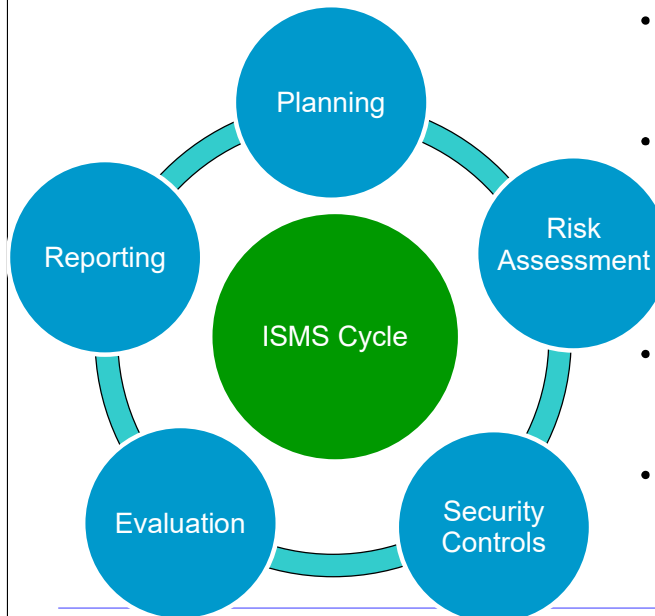 Planning
Risk
Assessment
Reporting
ISMS Cycle
Evaluation
Security
Controls